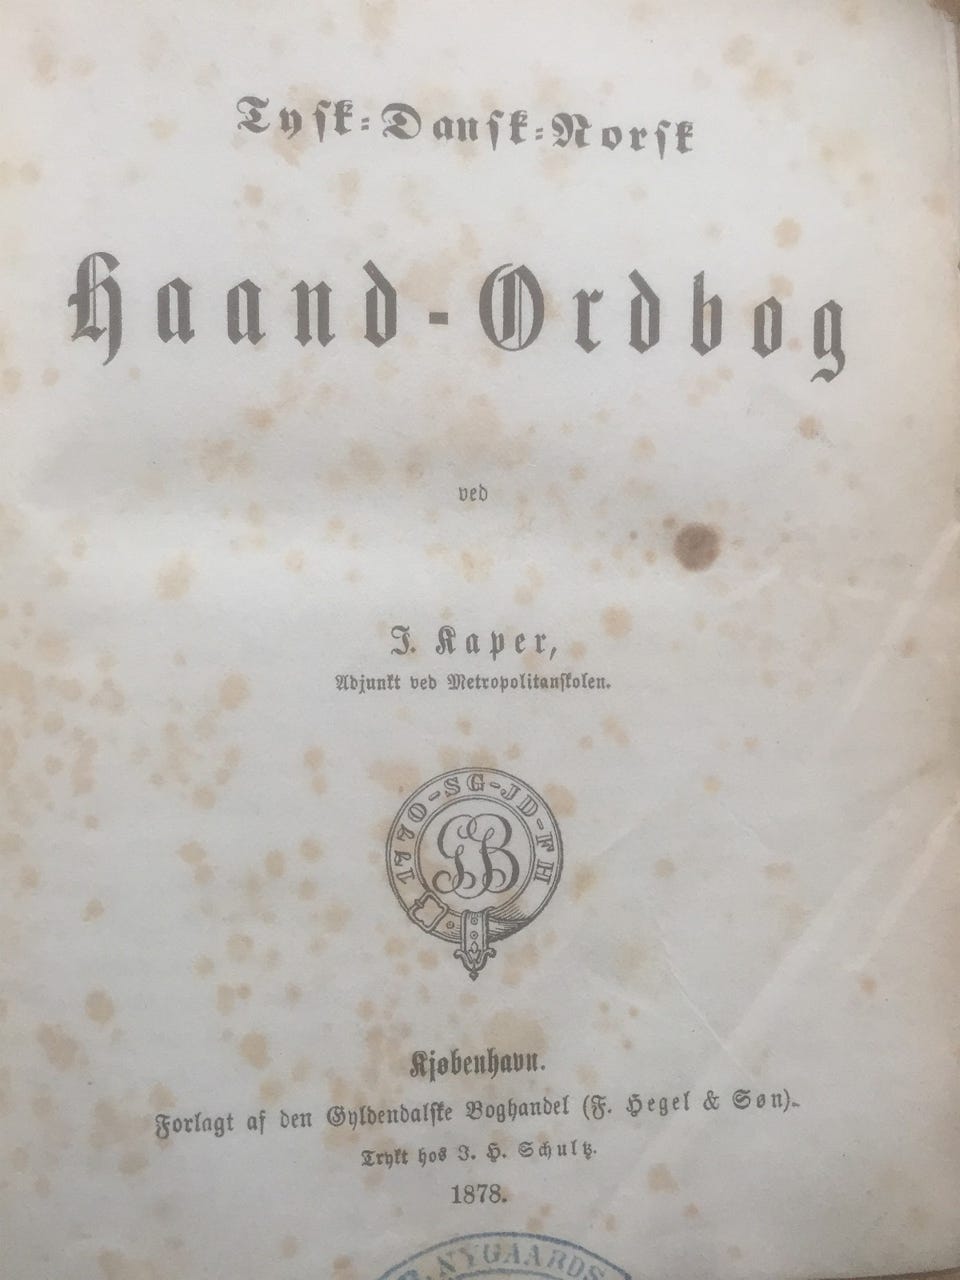 Tysk-Dansk-Norsk
Haand-Ordbog
ved
J. Kaper,
Adjunkt ved Metropolitanskolen.
1770-SG-JD-FH
GB
Kjøbenhavn.
Forlagt af den Gyldendalske Boghandel (F. Hegel & Søn).
Trykt hos J. H. Schultz.
1878.
NYGAARDS